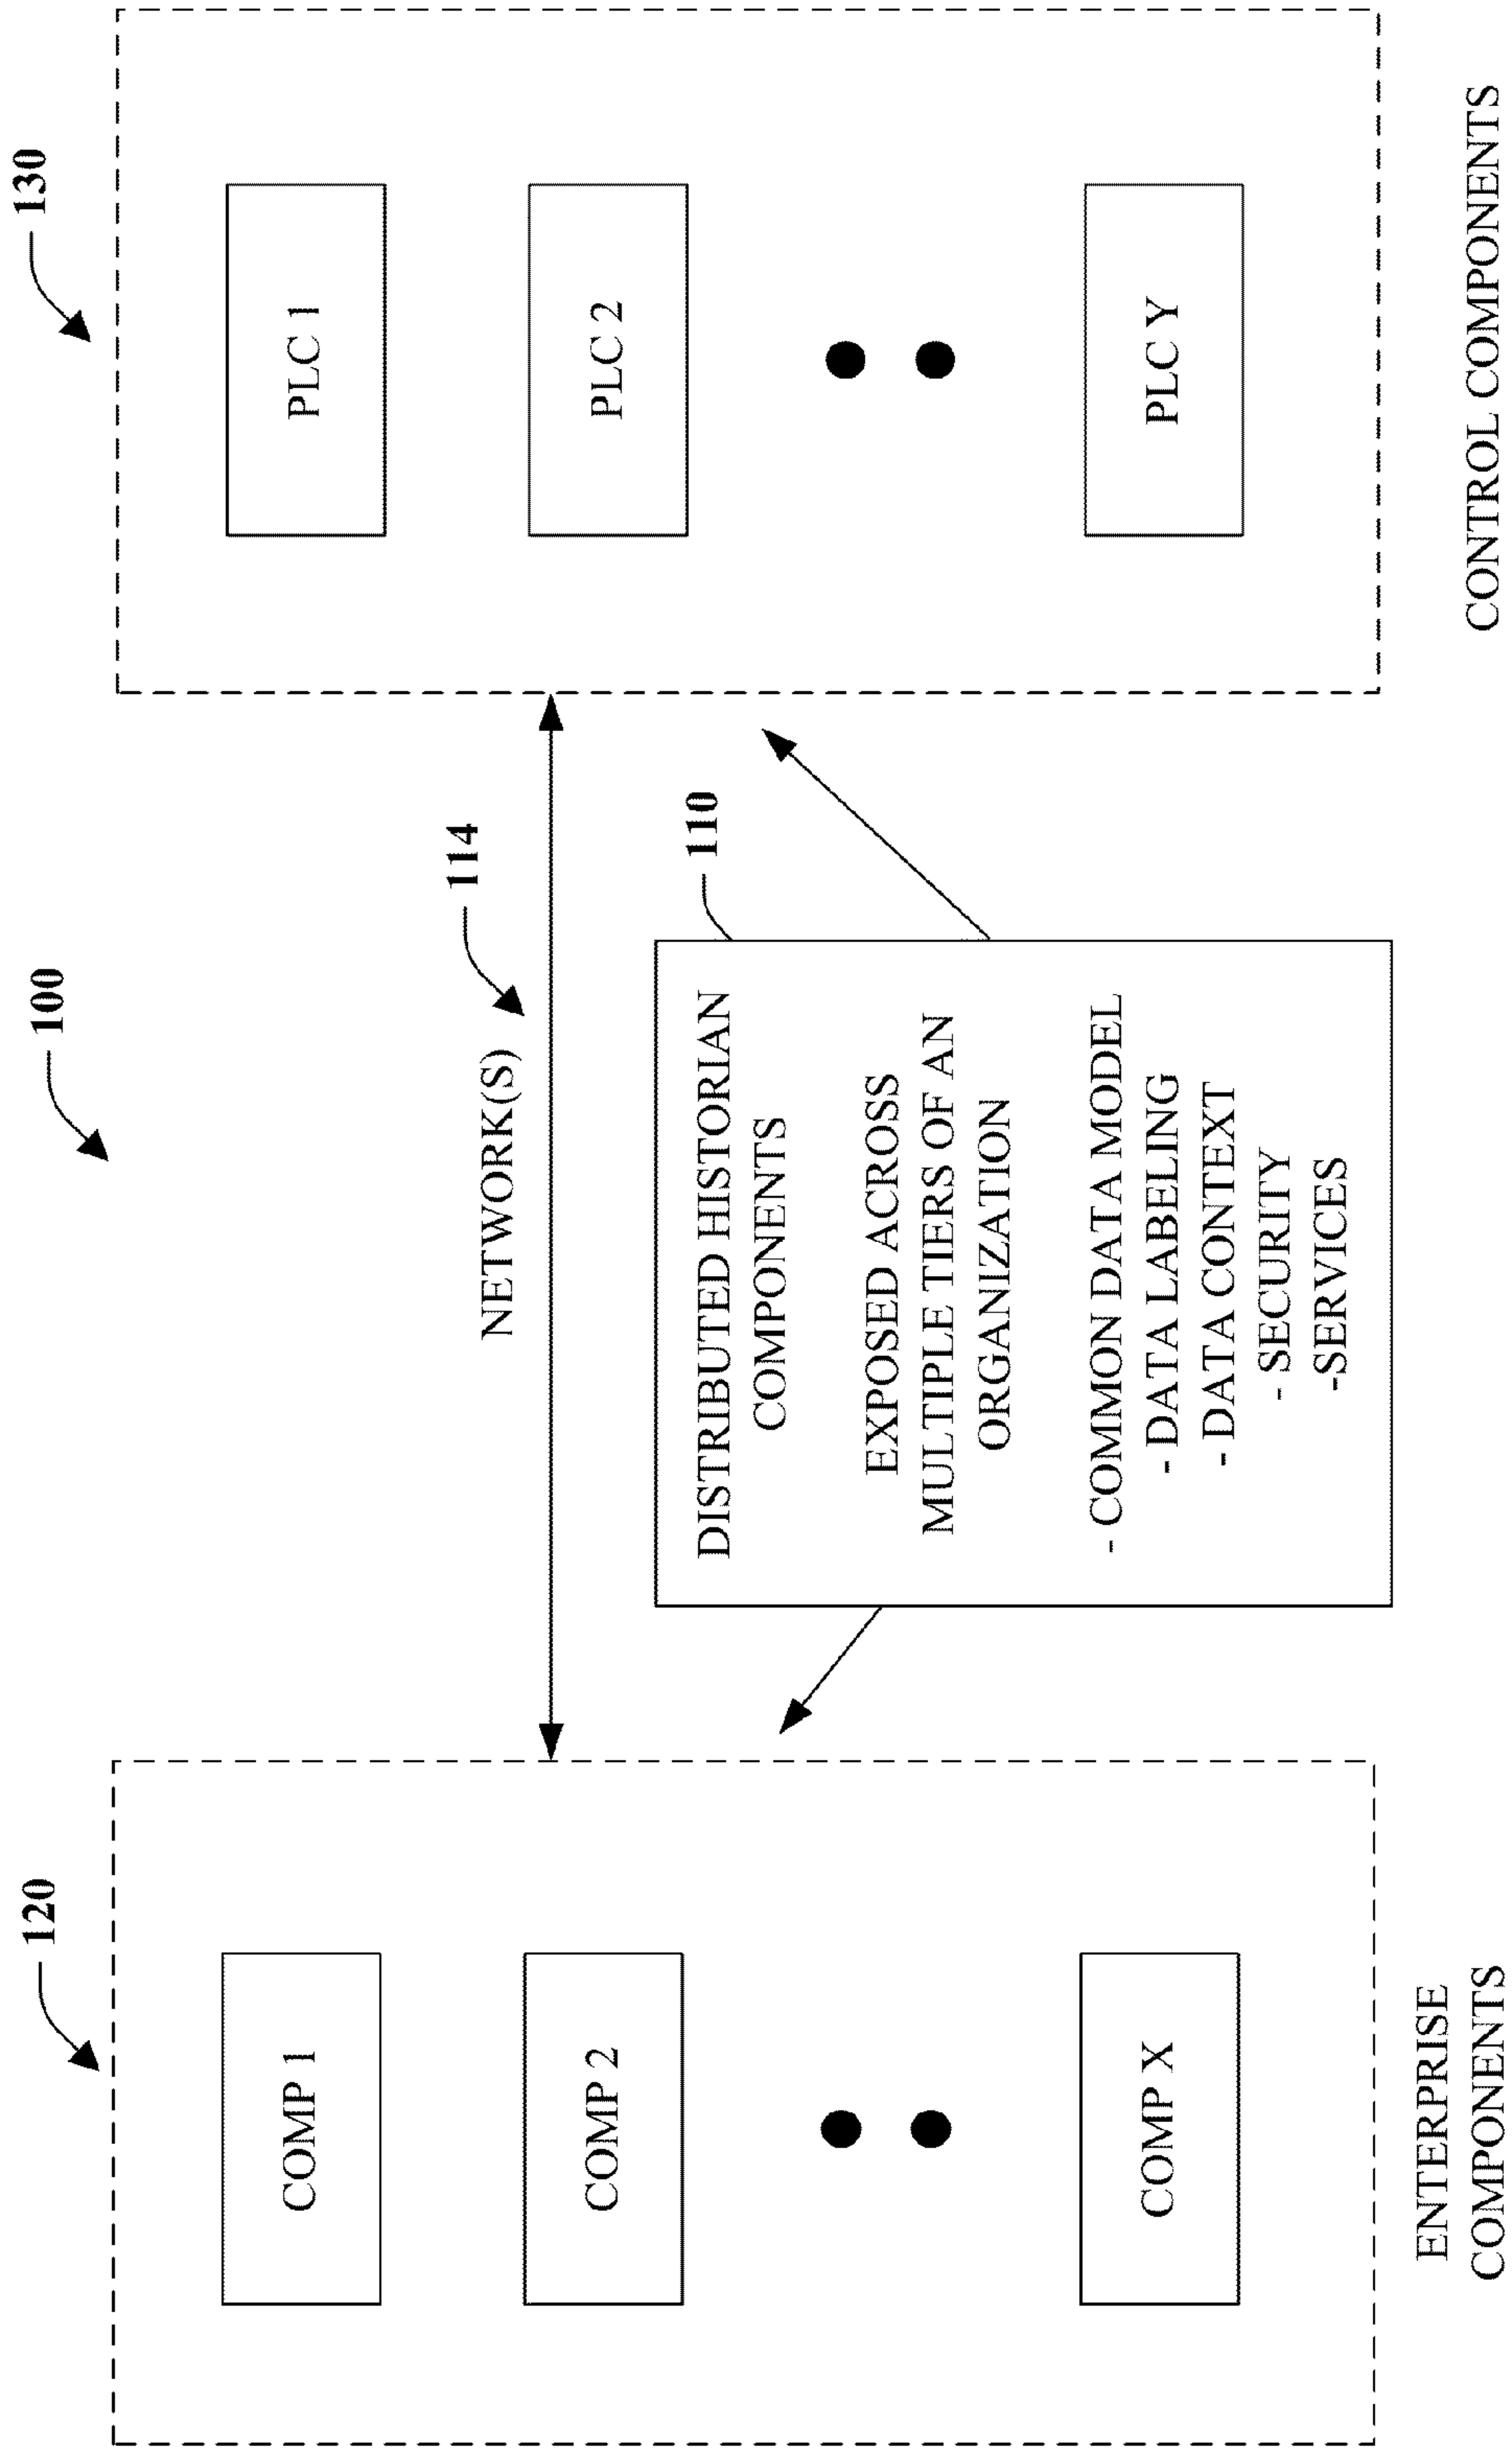 100
120
130
COMP 1
COMP 2
COMP X
ENTERPRISE
COMPONENTS
NETWORK(S)
114
110
DISTRIBUTED HISTORIAN
COMPONENTS
EXPOSED ACROSS
MULTIPLE TIERS OF AN
ORGANIZATION
- COMMON DATA MODEL
- DATA LABELING
- DATA CONTEXT
- SECURITY
-SERVICES
PLC 1
PLC 2
PLC Y
CONTROL COMPONENTS